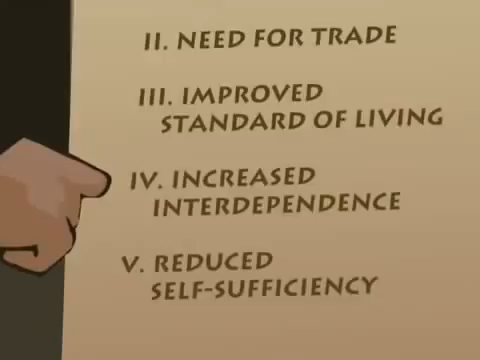 II. NEED FOR TRADE
III. IMPROVED
STANDARD OF LIVING
IV. INCREASED
INTERDEPENDENCE
V. REDUCED
SELF-SUFFICIENCY